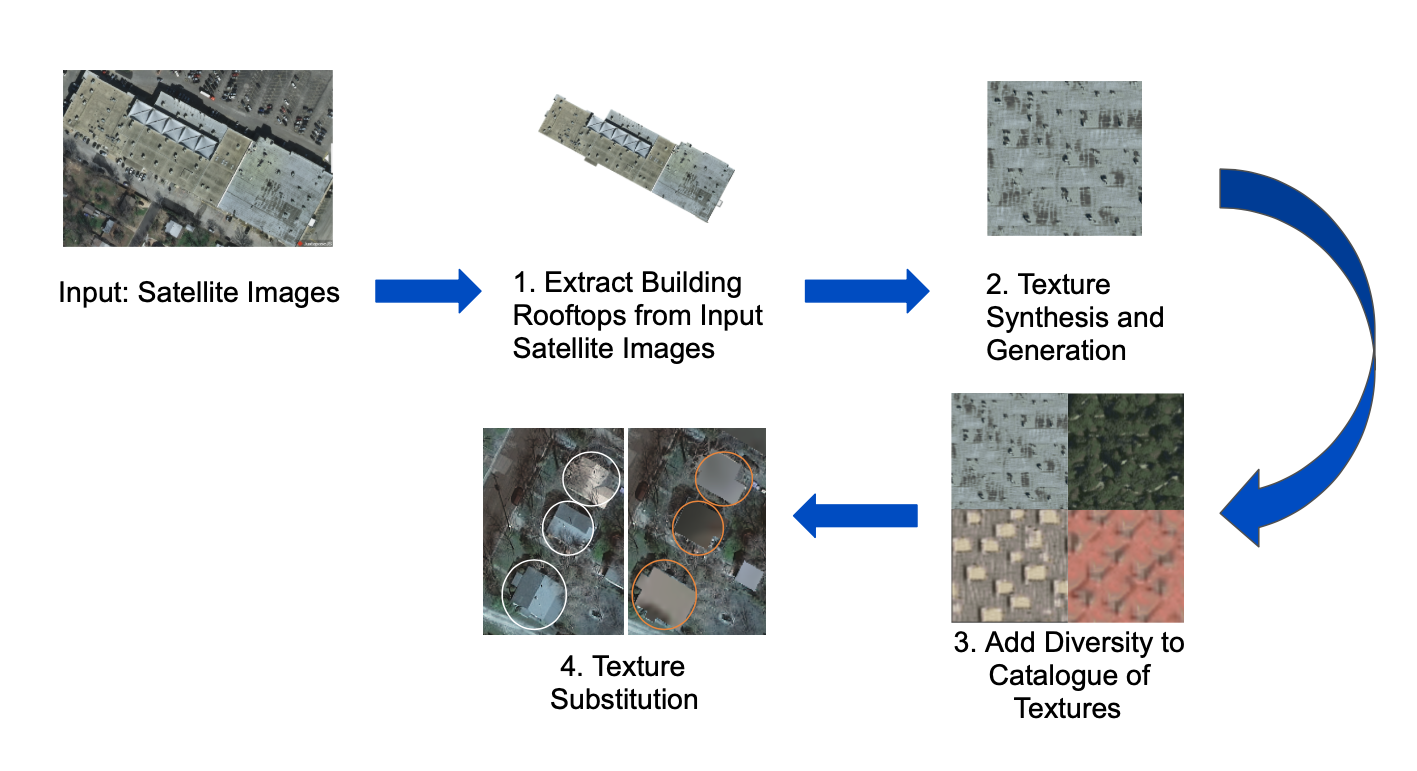 Input: Satellite Images
1. Extract Building
Rooftops from Input
Satellite Images
2. Texture
Synthesis and
Generation
3. Add Diversity to
Catalogue of
Textures
4. Texture
Substitution